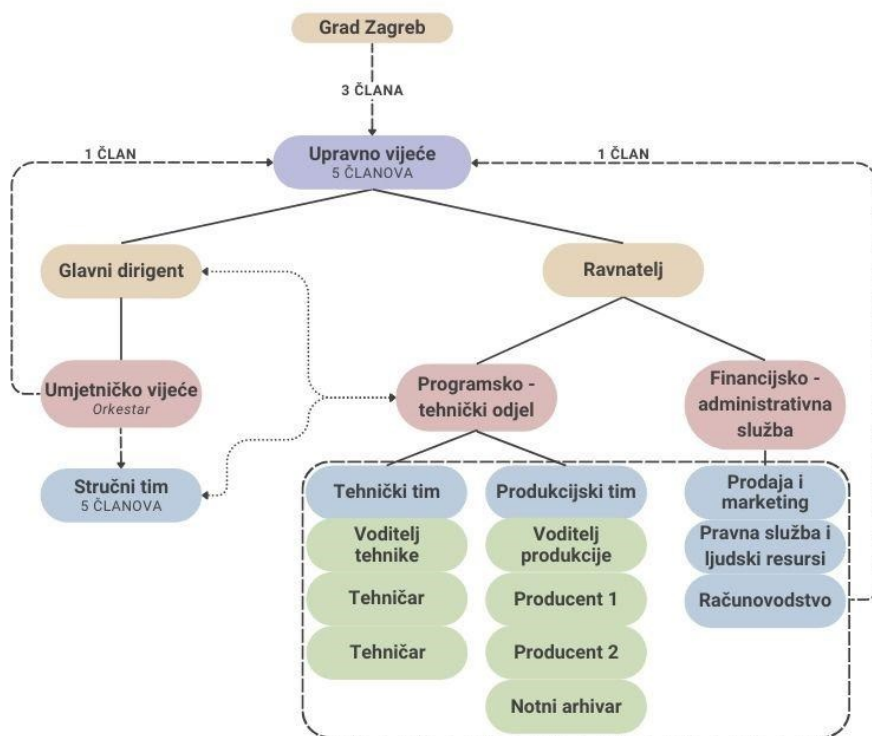 Grad Zagreb
3 ČLANA
1 ČLAN
Upravno vijeće
5 ČLANOVA
1 ČLAN
Glavni dirigent
Ravnatelj
Umjetničko vijeće
Orkestar
Programsko -
tehnički odjel
Financijsko -
administrativna
služba
Stručni tim
5 ČLANOVA
Tehnički tim
Voditelj
tehnike
Tehničar
Tehničar
Produkcijski tim
Voditelj
produkcije
Producent 1
Producent 2
Notni arhivar
Prodaja i
marketing
Pravna služba i
ljudski resursi
Računovodstvo